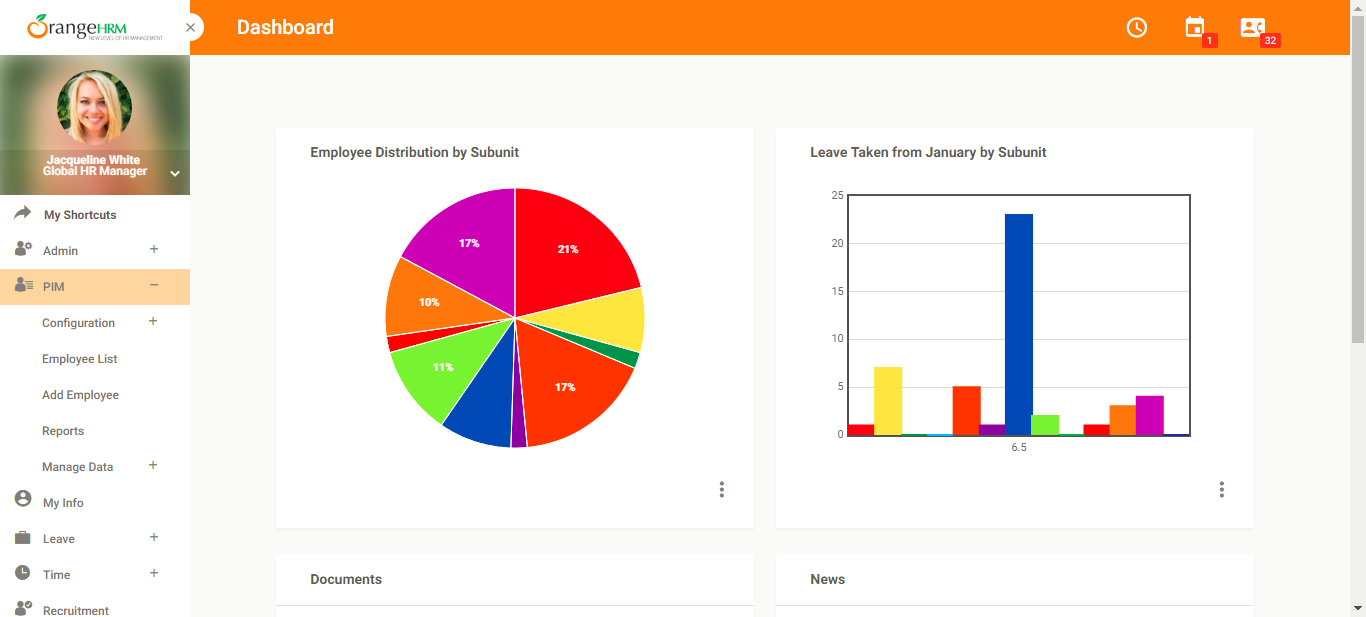 OrangeHRM
NEW LEVEL OF HR MANAGEMENT
Dashboard
1
32
Jacqueline White
Global HR Manager
My Shortcuts
Admin
PIM
Configuration
Employee List
Add Employee
Reports
Manage Data
My Info
Leave
Time
Recruitment
Employee Distribution by Subunit
17%
21%
10%
11%
17%
Leave Taken from January by Subunit
25
20
15
10
5
0
6.5
Documents
News